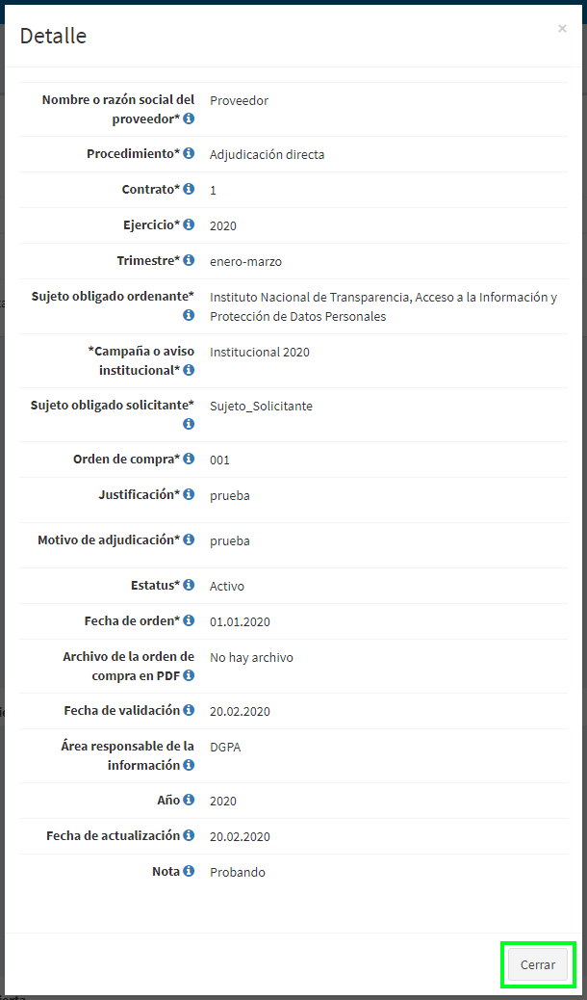 Detalle
×
Nombre o razón social del
proveedor*
Proveedor
Procedimiento*
Adjudicación directa
Contrato*
1
Ejercicio*
2020
Trimestre*
enero-marzo
Sujeto obligado ordenante*
Instituto Nacional de Transparencia, Acceso a la Información y
Protección de Datos Personales
*Campaña o aviso
institucional*
Institucional 2020
Sujeto obligado solicitante*
Sujeto_Solicitante
Orden de compra*
001
Justificación*
prueba
Motivo de adjudicación*
prueba
Estatus*
Activo
Fecha de orden*
01.01.2020
Archivo de la orden de
compra en PDF
No hay archivo
Fecha de validación
20.02.2020
Área responsable de la
información
DGPA
Año
2020
Fecha de actualización
20.02.2020
Nota
Probando
Cerrar